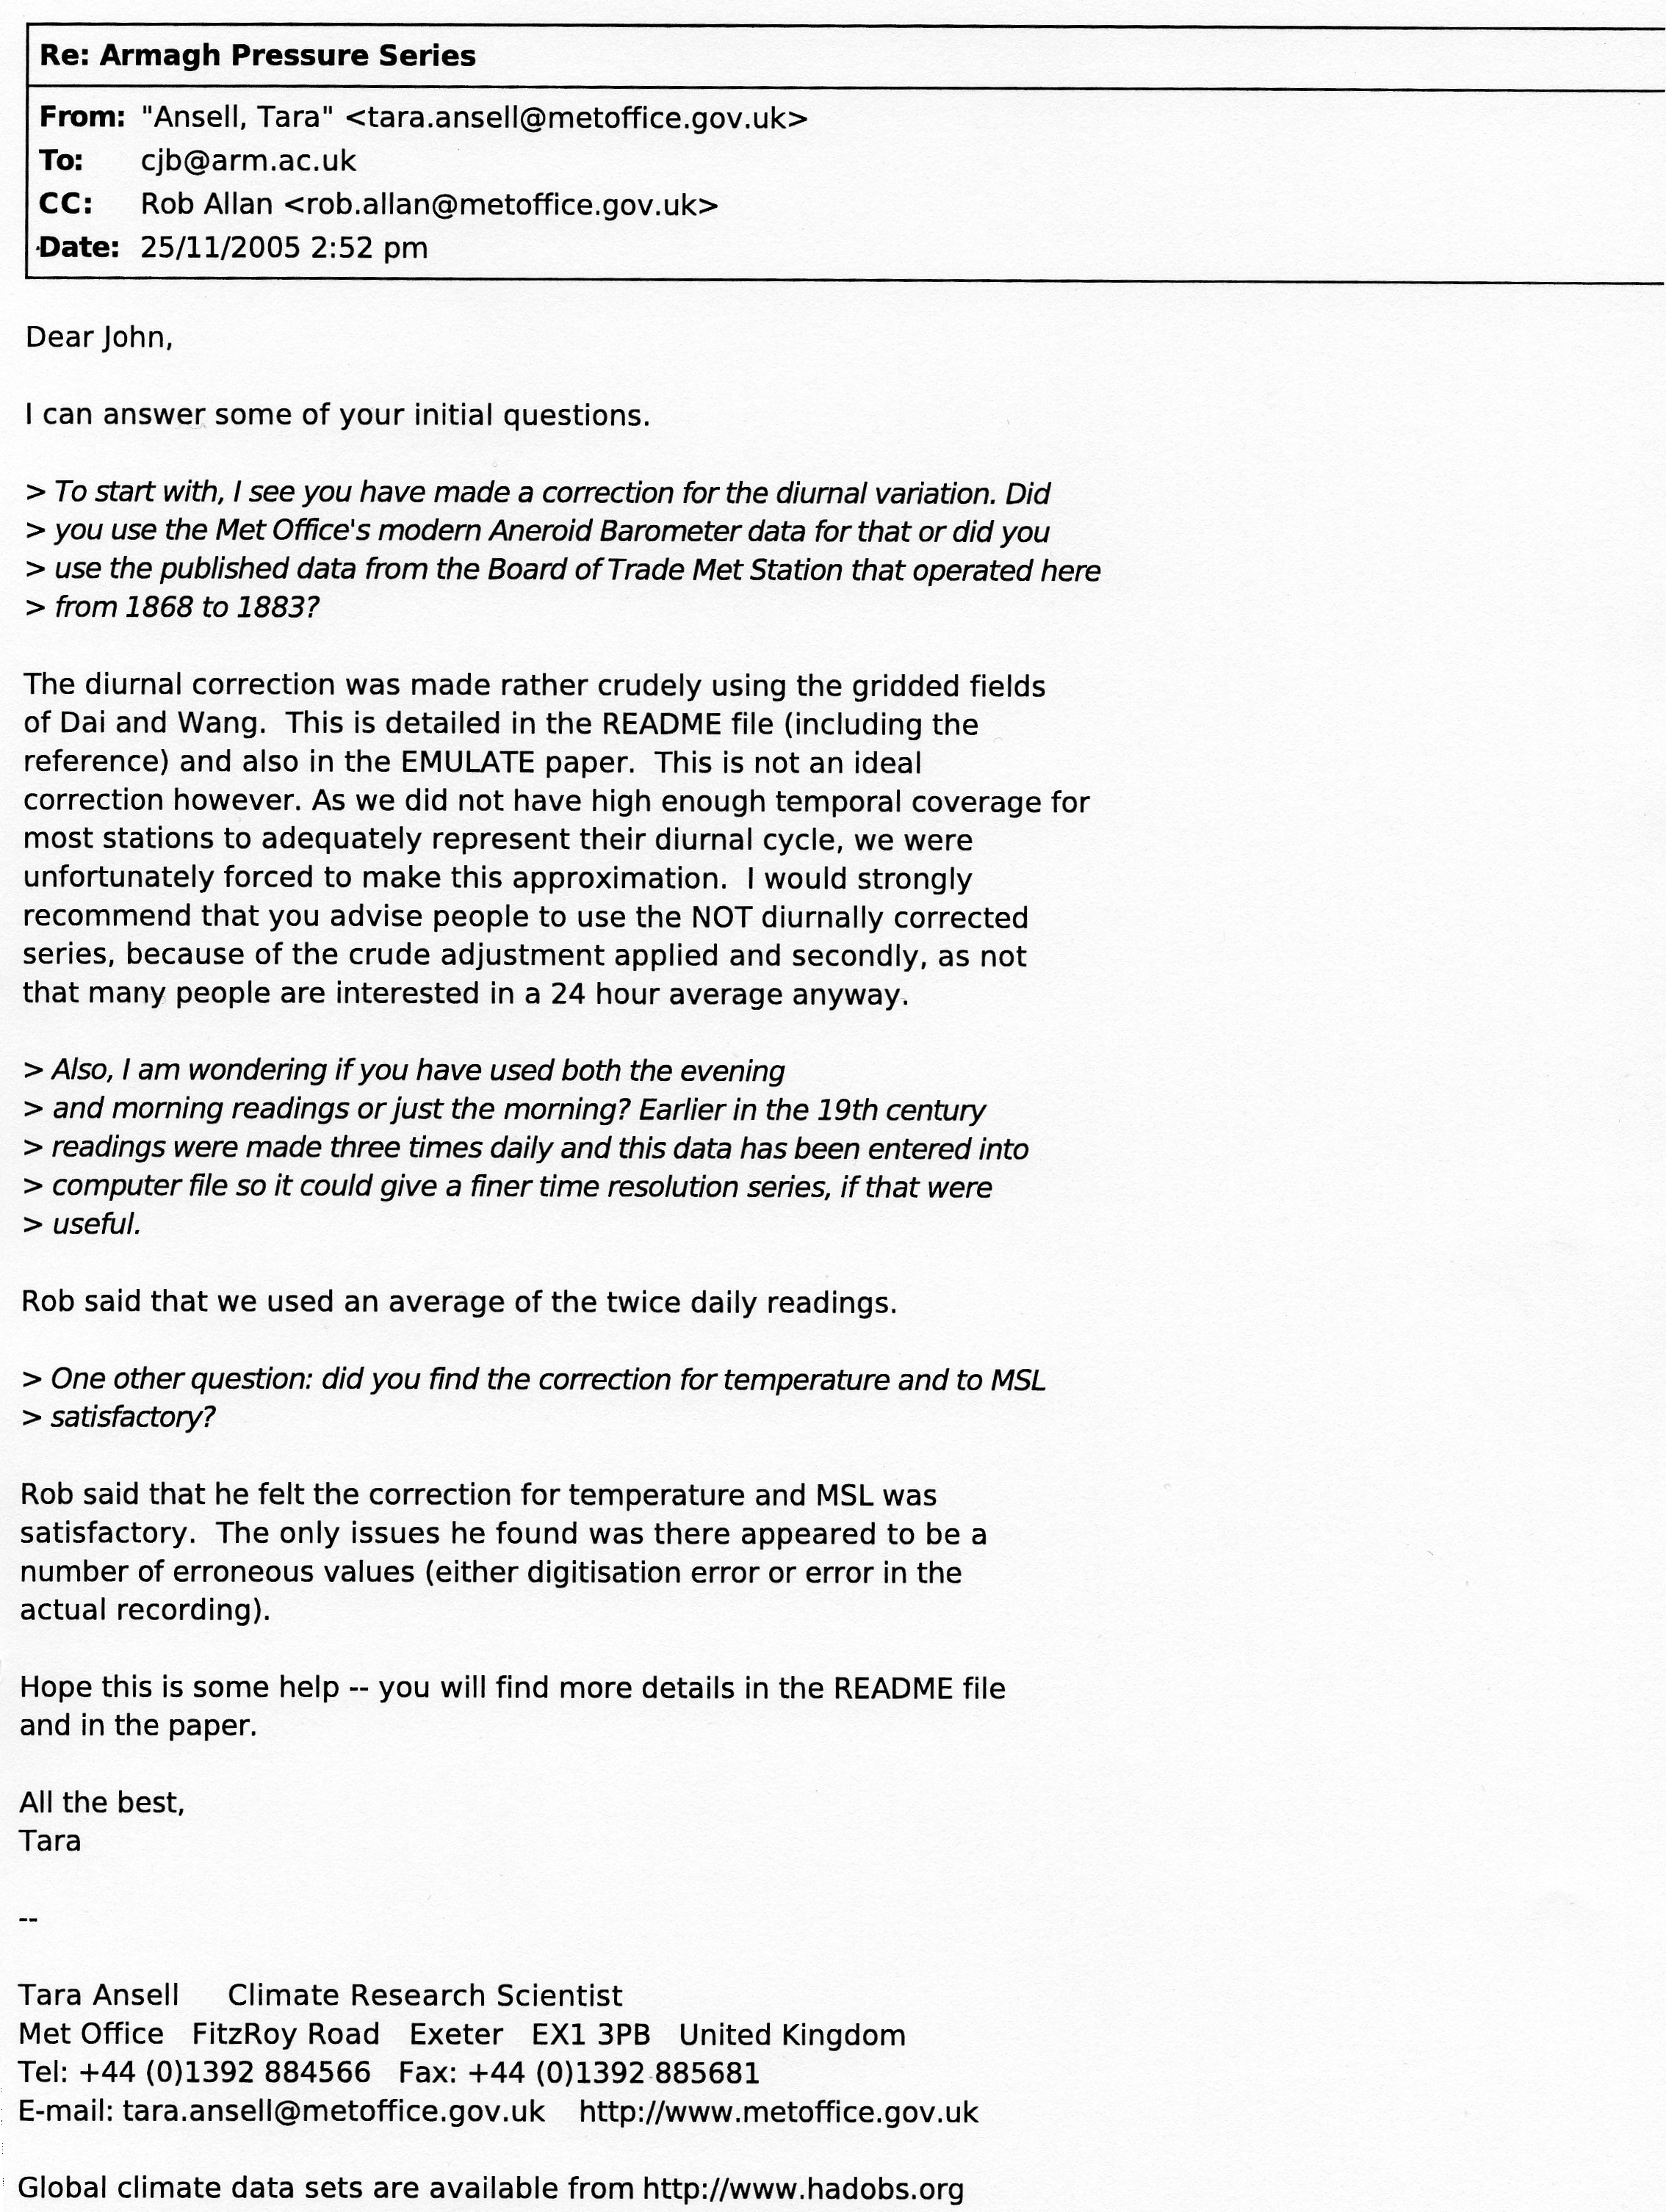 Re: Armagh Pressure Series
From: "Ansell, Tara" <tara.ansell@metoffice.gov.uk>
To: cjb@arm.ac.uk
CC: Rob Allan <rob.allan@metoffice.gov.uk>
Date: 25/11/2005 2:52 pm
Dear John,
I can answer some of your initial questions.
> To start with, I see you have made a correction for the diurnal variation. Did
> you use the Met Office's modern Aneroid Barometer data for that or did you
> use the published data from the Board of Trade Met Station that operated here
> from 1868 to 1883?
The diurnal correction was made rather crudely using the gridded fields
of Dai and Wang.  This is detailed in the README file (including the
reference) and also in the EMULATE paper.  This is not an ideal
correction however. As we did not have high enough temporal coverage for
most stations to adequately represent their diurnal cycle, we were
unfortunately forced to make this approximation.  I would strongly
recommend that you advise people to use the NOT diurnally corrected
series, because of the crude adjustment applied and secondly, as not
that many people are interested in a 24 hour average anyway.
> Also, I am wondering if you have used both the evening
> and morning readings or just the morning? Earlier in the 19th century
> readings were made three times daily and this data has been entered into
> computer file so it could give a finer time resolution series, if that were
> useful.
Rob said that we used an average of the twice daily readings.
> One other question: did you find the correction for temperature and to MSL
> satisfactory?
Rob said that he felt the correction for temperature and MSL was
satisfactory.  The only issues he found was there appeared to be a
number of erroneous values (either digitisation error or error in the
actual recording).
Hope this is some help -- you will find more details in the README file
and in the paper.
All the best,
Tara
--
Tara Ansell     Climate Research Scientist
Met Office   FitzRoy Road   Exeter   EX1 3PB   United Kingdom
Tel: +44 (0)1392 884566   Fax: +44 (0)1392 885681
E-mail: tara.ansell@metoffice.gov.uk    http://www.metoffice.gov.uk
Global climate data sets are available from http://www.hadobs.org